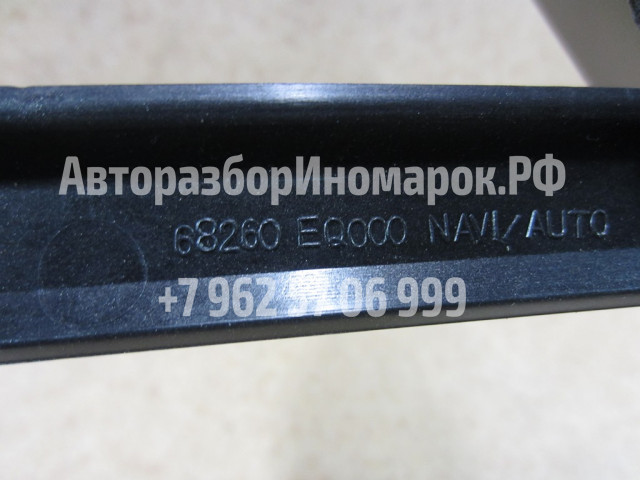 АвторазборИномарок.РФ
68260 EQ000 NAVI/AUTO
+7 962 06 999